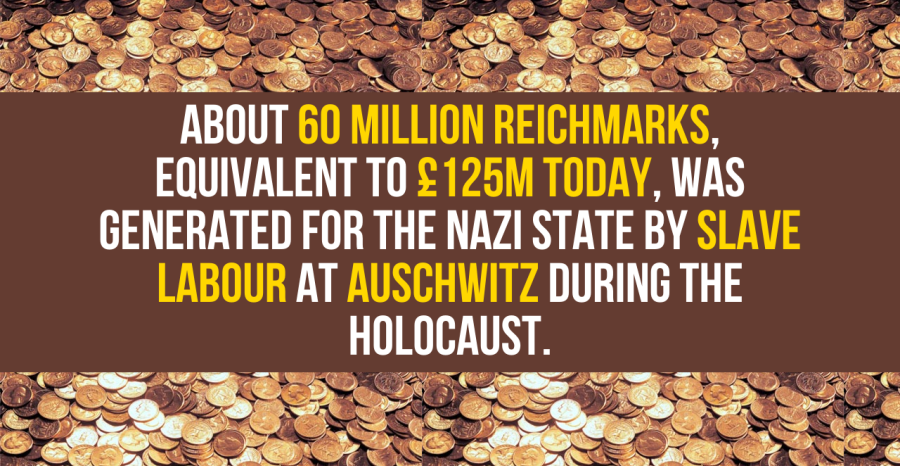 ABOUT 60 MILLION REICHMARKS,
EQUIVALENT TO £125M TODAY, WAS
GENERATED FOR THE NAZI STATE BY SLAVE
LABOUR AT AUSCHWITZ DURING THE
HOLOCAUST.